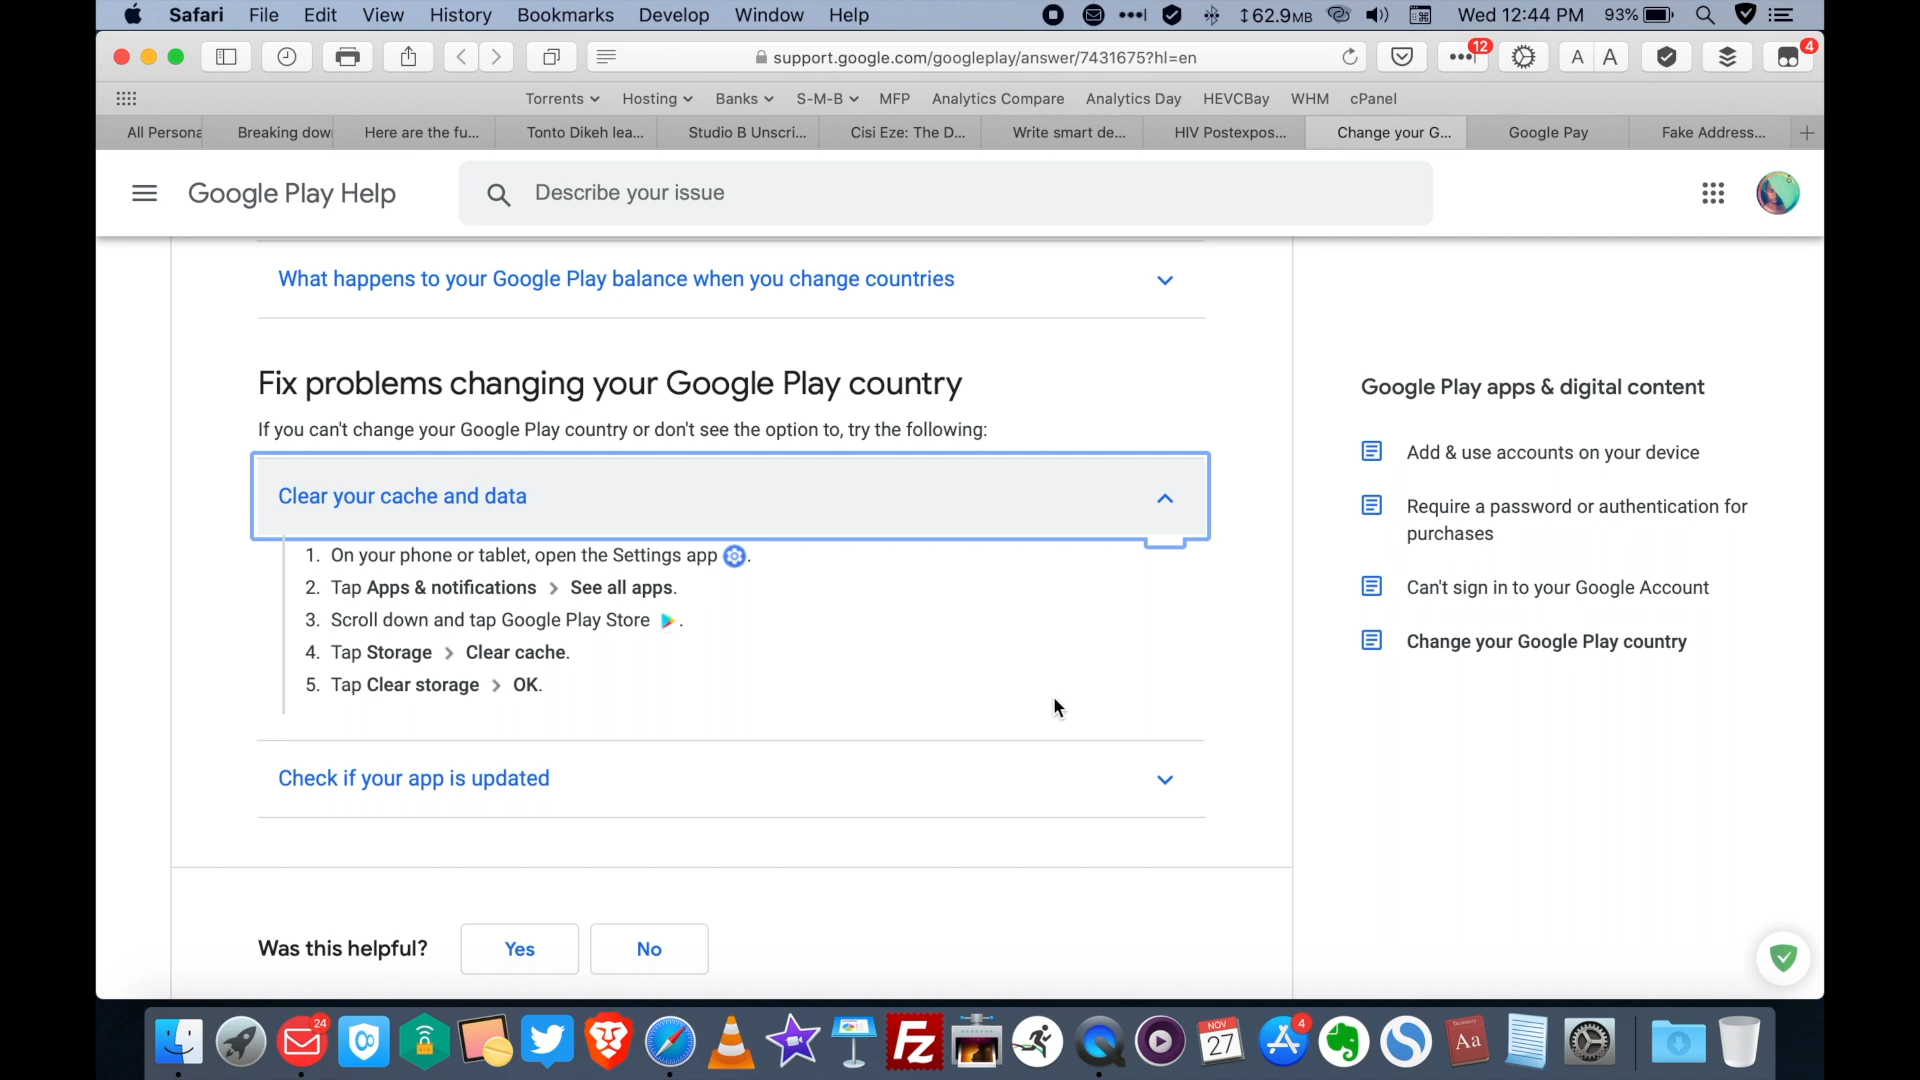 Safari File Edit View History Bookmarks Develop Window Help 62.9MB Wed 12:44 PM 93%
support.google.com/googleplay/answer/7431675?hl=en 12 A A 4
Torrents Hosting Banks S-M-B MFP Analytics Compare Analytics Day HEVCBay WHM cPanel
All Persona Breaking dow Here are the fu... Tonto Dikeh lea... Studio B Unscri... Cisi Eze: The D... Write smart de... HIV Postexpos... Change your G... Google Pay Fake Address... +
Google Play Help Describe your issue
What happens to your Google Play balance when you change countries
Fix problems changing your Google Play country
If you can't change your Google Play country or don't see the option to, try the following:
Clear your cache and data
1. On your phone or tablet, open the Settings app .
2. Tap Apps & notifications > See all apps.
3. Scroll down and tap Google Play Store .
4. Tap Storage > Clear cache.
5. Tap Clear storage > OK.
Check if your app is updated
Was this helpful? Yes No
Google Play apps & digital content
Add & use accounts on your device
Require a password or authentication for
purchases
Can't sign in to your Google Account
Change your Google Play country
24 FZ NOV 27 4 Aa